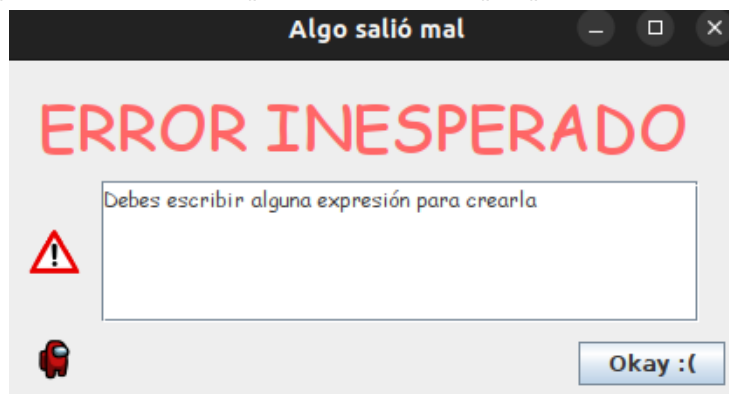 Algo salió mal
ERROR INESPERADO
Debes escribir alguna expresión para crearla
Okay :(